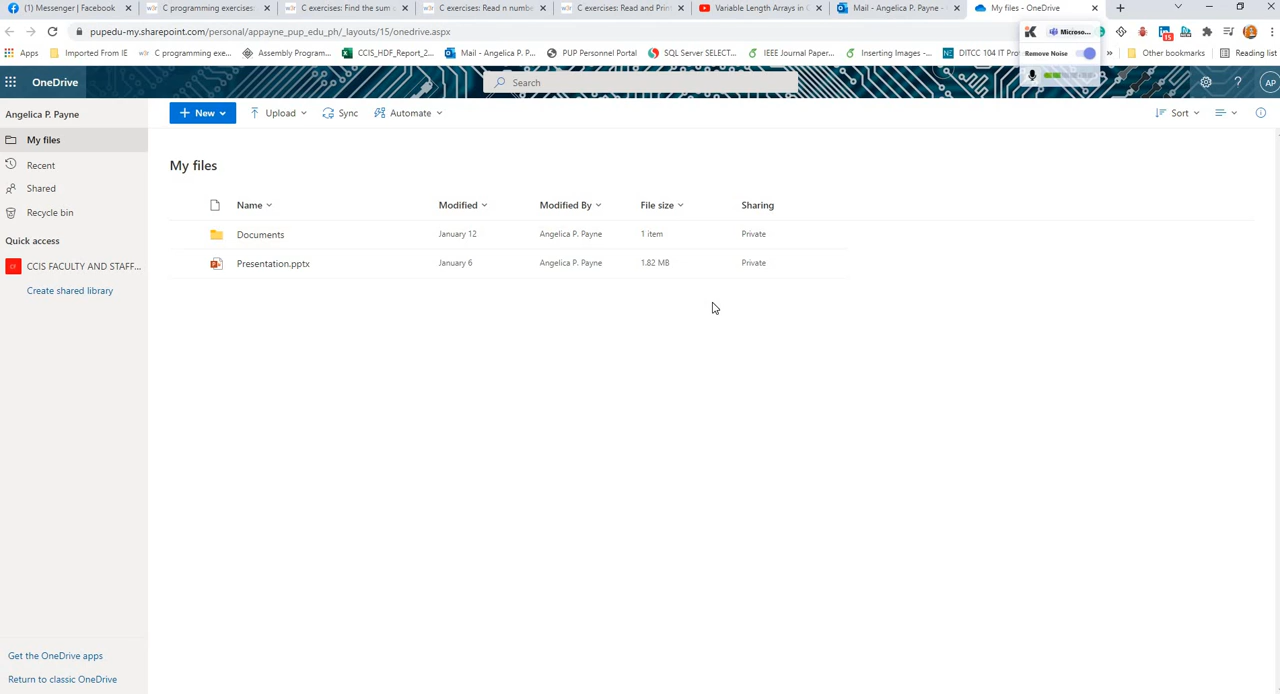 (1) Messenger | Facebook
C programming exercises:
C exercises: Find the sum o
C exercises: Read n numbe
C exercises: Read and Prin
Variable Length Arrays in C
Mail - Angelica P. Payne -
My files - OneDrive
pupedu-my.sharepoint.com/personal/appayne_pup_edu_ph/_layouts/15/onedrive.aspx
Microso...
15
Apps
Imported From IE
C programming exe...
Assembly Program...
CCIS_HDF_Report_2...
Mail - Angelica P. P...
PUP Personnel Portal
SQL Server SELECT...
IEEE Journal Paper...
Inserting Images -...
DITCC 104 IT Pro
Remove Noise
»
Other bookmarks
Reading list
OneDrive
Search
?
AP
Angelica P. Payne
New
Upload
Sync
Automate
Sort
My files
Recent
Shared
Recycle bin
Quick access
CF
CCIS FACULTY AND STAFF...
Create shared library
My files
Name
Modified
Modified By
File size
Sharing
Documents
January 12
Angelica P. Payne
1 item
Private
Presentation.pptx
January 6
Angelica P. Payne
1.82 MB
Private
Get the OneDrive apps
Return to classic OneDrive